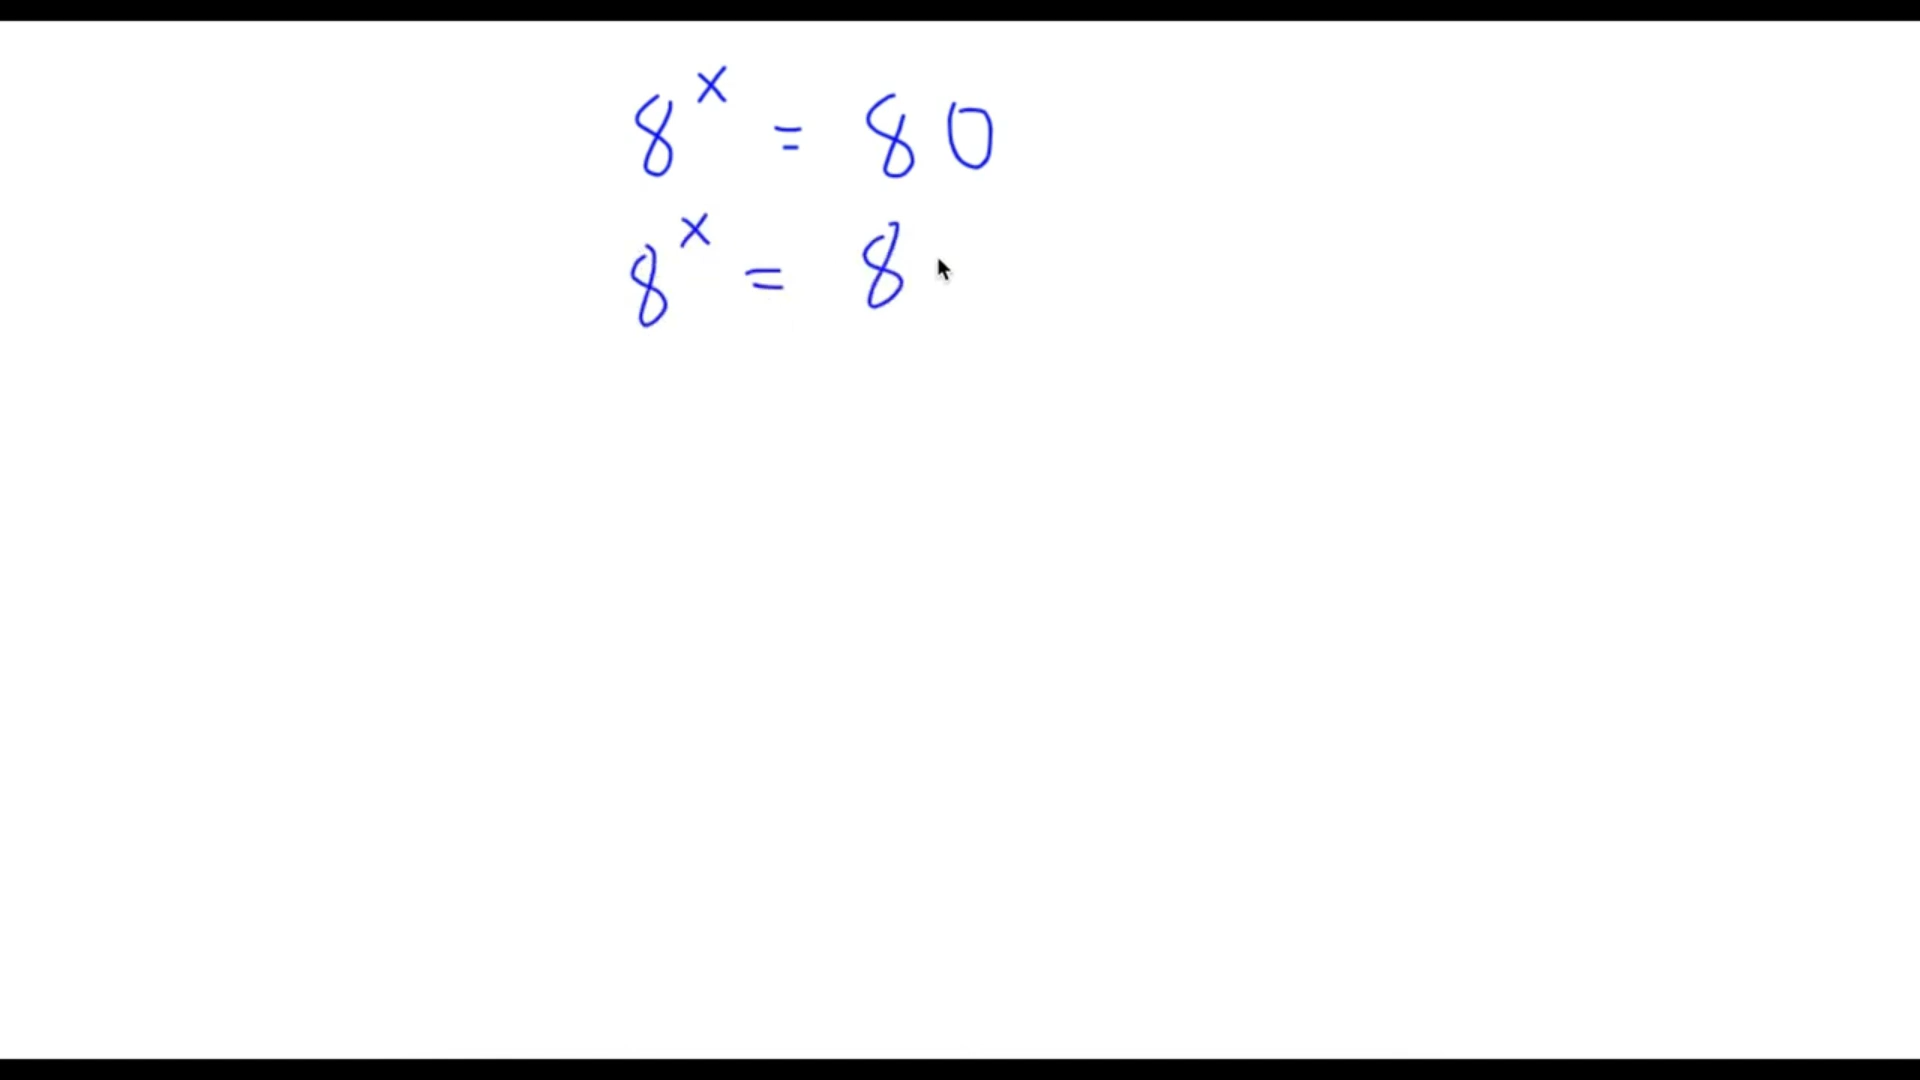 8^x = 80
8^x = 8